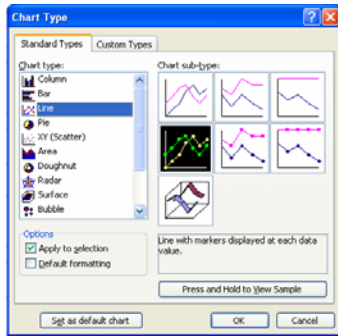 Chart Type
Standard Types
Custom Types
Chart type:
Chart sub-type:
Column
Bar
Line
Pie
XY (Scatter)
Area
Doughnut
Radar
Surface
Bubble
Options
Apply to selection
Default formatting
Line with markers displayed at each data
value.
Press and Hold to View Sample
Set as default chart
OK
Cancel